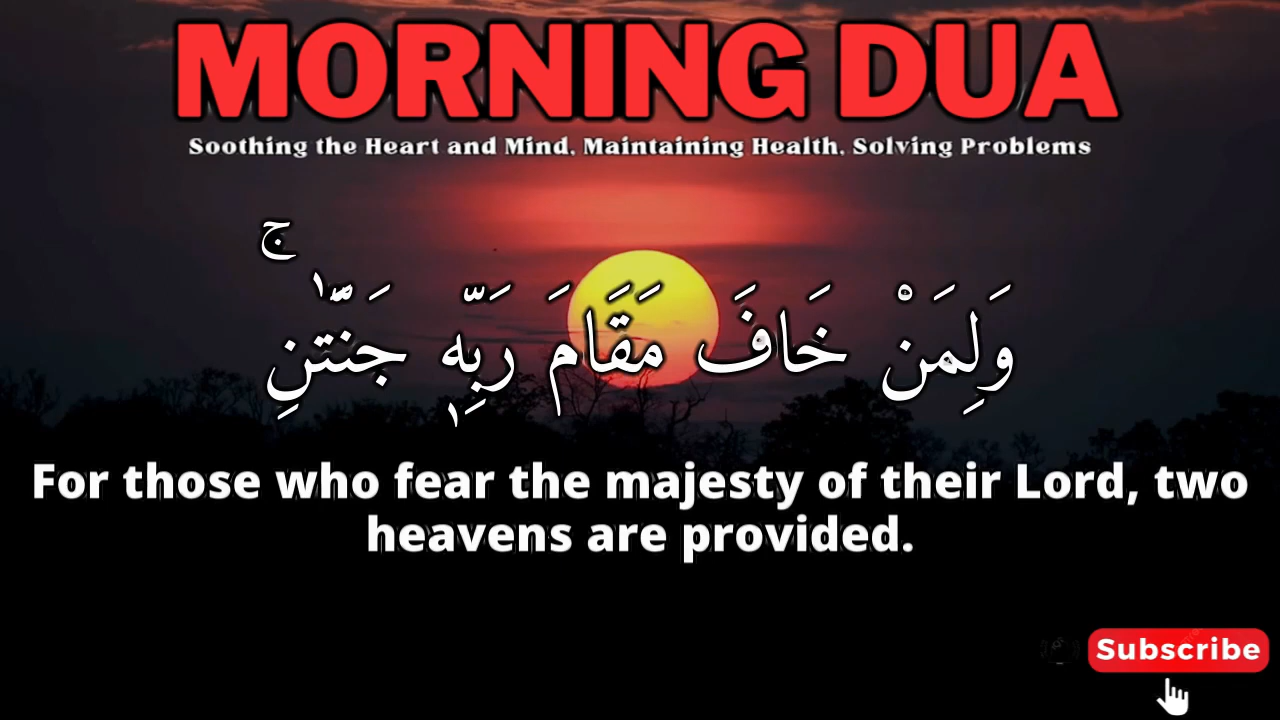 MORNING DUA
Soothing the Heart and Mind, Maintaining Health, Solving Problems
وَلِمَنْ خَافَ مَقَامَ رَبِّهٖ جَنَّتٰنِۚ
For those who fear the majesty of their Lord, two
heavens are provided.
Subscribe